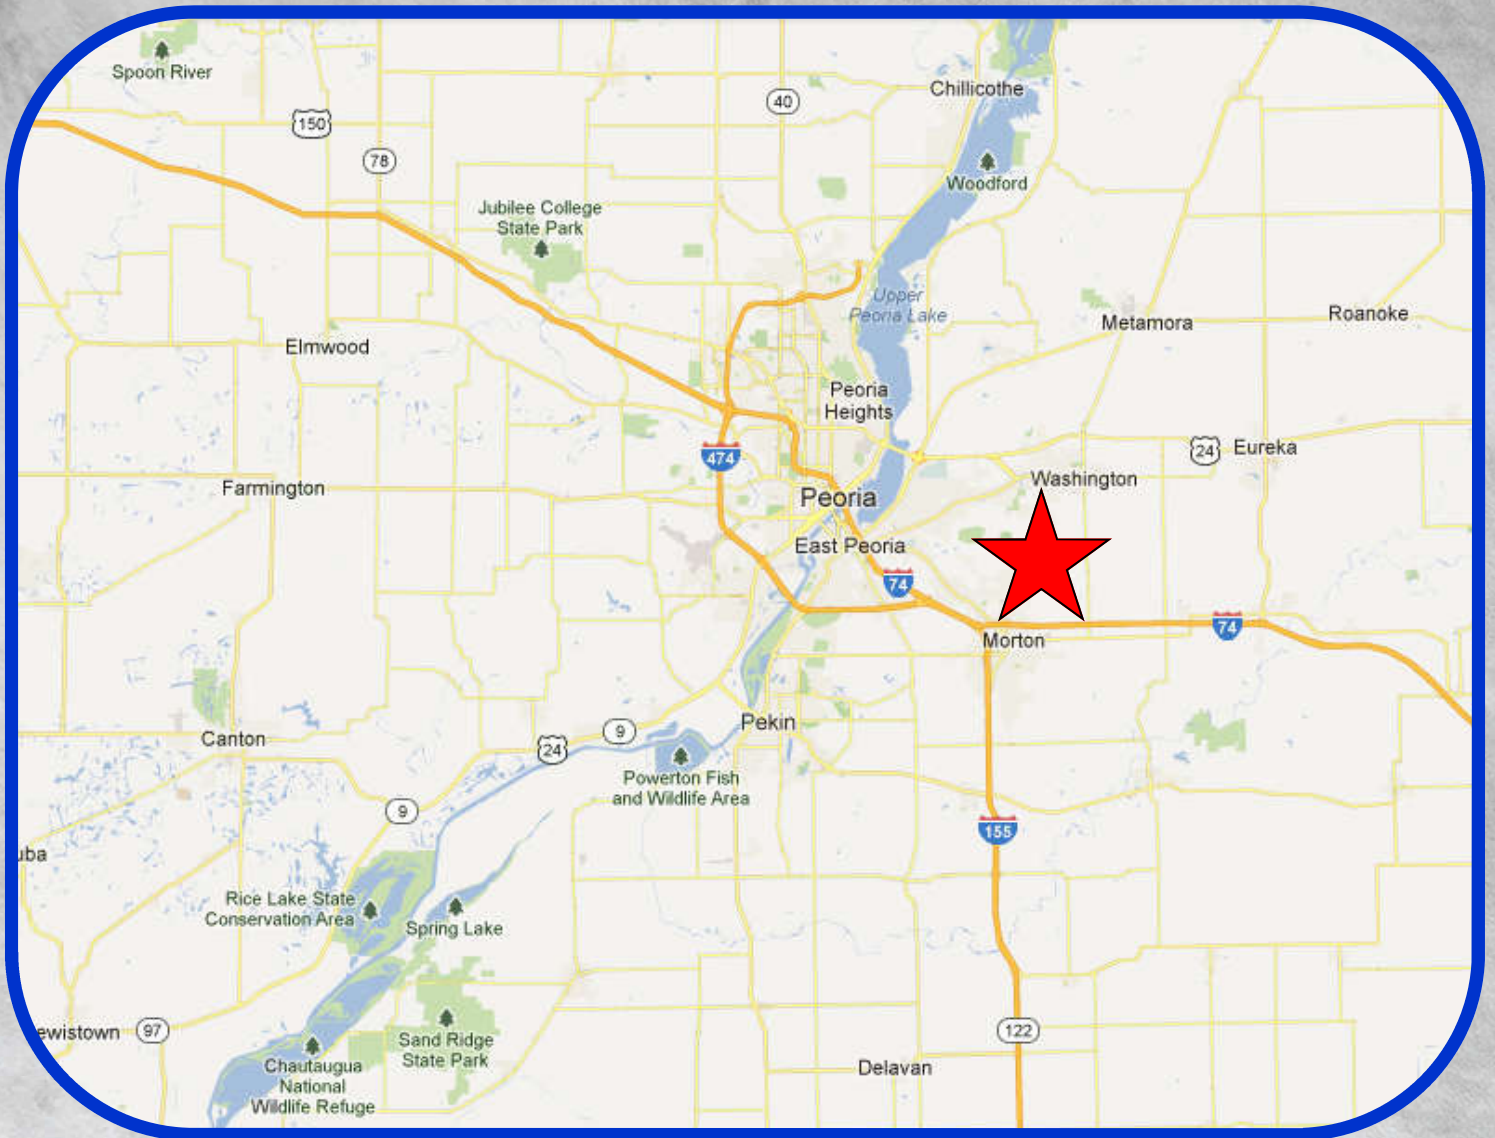 Spoon River
150
78
40
Chillicothe
Woodford
Jubilee College
State Park
Upper
Peoria Lake
Metamora
Roanoke
Elmwood
Peoria
Heights
474
24
Eureka
Washington
Farmington
Peoria
East Peoria
74
74
Morton
Canton
24
9
Pekin
Powerton Fish
and Wildlife Area
9
155
uba
Rice Lake State
Conservation Area
Spring Lake
ewistown
97
Sand Ridge
State Park
122
Chautaugua
National
Wildlife Refuge
Delavan